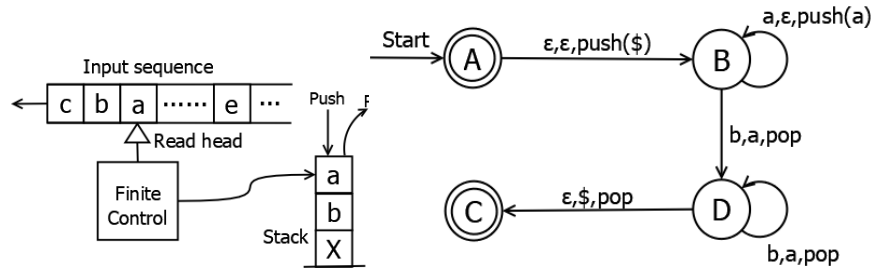 Start
A
ε,ε,push($)
B
a,ε,push(a)
Input sequence
c b a ...... e ...
Push
Read head
b,a,pop
Finite
Control
a
b
X
Stack
C
ε,$,pop
D
b,a,pop